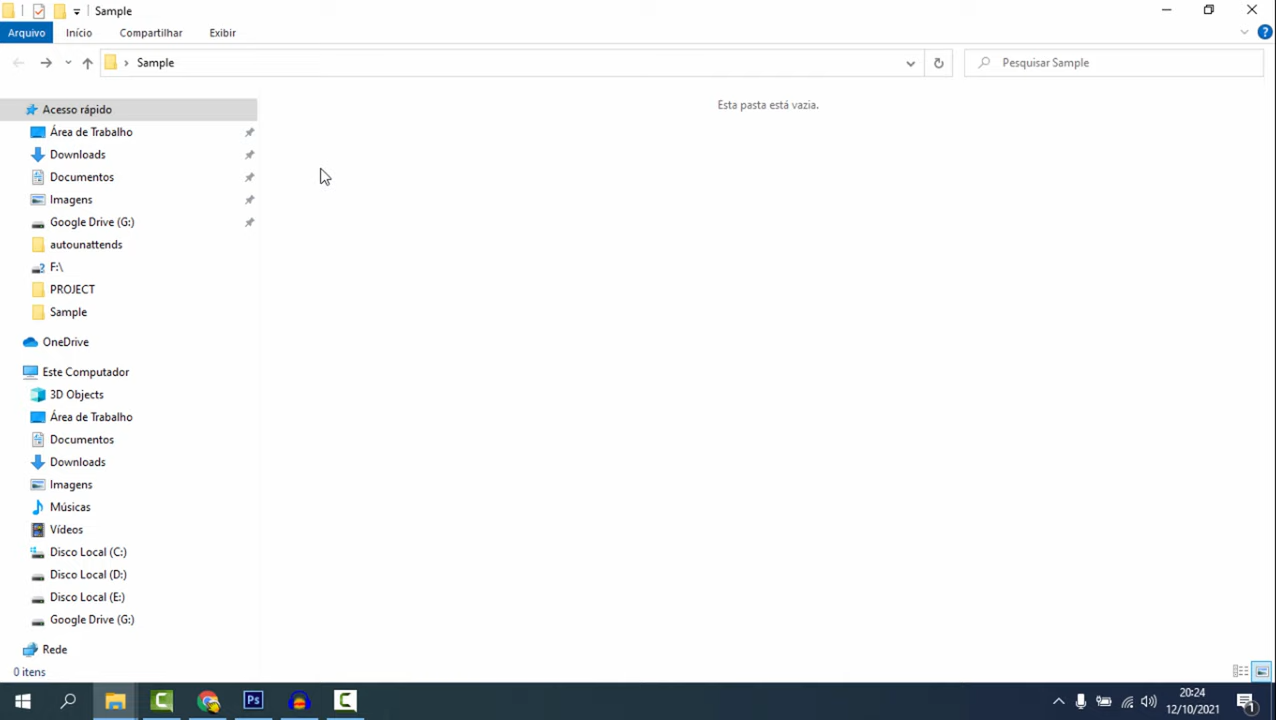 Sample
Arquivo Início Compartilhar Exibir
Sample
Pesquisar Sample
Esta pasta está vazia.
Acesso rápido
Área de Trabalho
Downloads
Documentos
Imagens
Google Drive (G:)
autounattends
F:\
PROJECT
Sample
OneDrive
Este Computador
3D Objects
Área de Trabalho
Documentos
Downloads
Imagens
Músicas
Vídeos
Disco Local (C:)
Disco Local (D:)
Disco Local (E:)
Google Drive (G:)
Rede
0 itens
Ps
20:24
12/10/2021
1